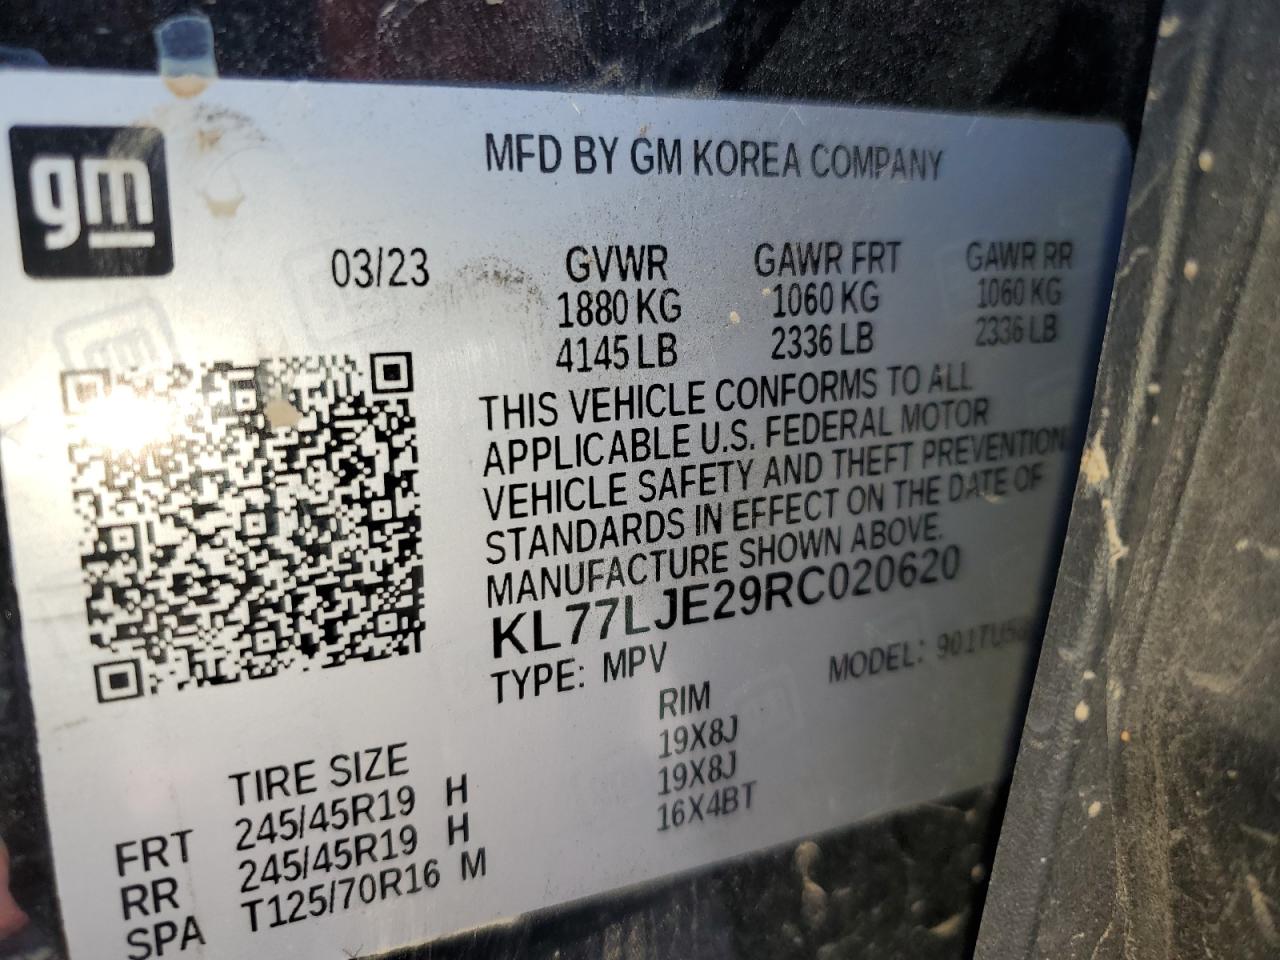 gm
MFD BY GM KOREA COMPANY
03/23
GVWR GAWR FRT GAWR RR
1880 KG 1060 KG 1060 KG
4145 LB 2336 LB 2336 LB
THIS VEHICLE CONFORMS TO ALL
APPLICABLE U.S. FEDERAL MOTOR
VEHICLE SAFETY AND THEFT PREVENTION
STANDARDS IN EFFECT ON THE DATE OF
MANUFACTURE SHOWN ABOVE.
KL77LJE29RC020620
TYPE: MPV MODEL:
TIRE SIZE RIM
FRT 245/45R19 H 19X8J
RR 245/45R19 H 19X8J
SPA T125/70R16 M 16X4BT